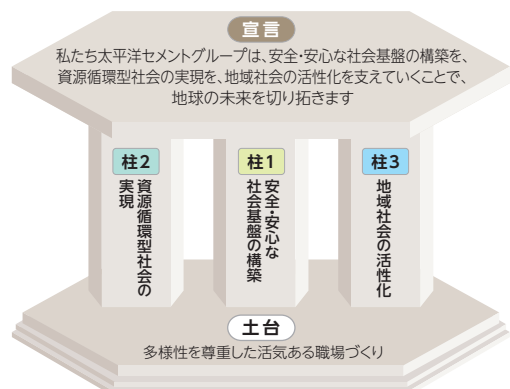 宣言
私たち太平洋セメントグループは、安全・安心な社会基盤の構築を、
資源循環型社会の実現を、地域社会の活性化を支えていくことで、
地球の未来を切り拓きます
柱2
資源循環型社会の
実現
柱1
安全・安心な
社会基盤の構築
柱3
地域社会の活性化
土台
多様性を尊重した活気ある職場づくり